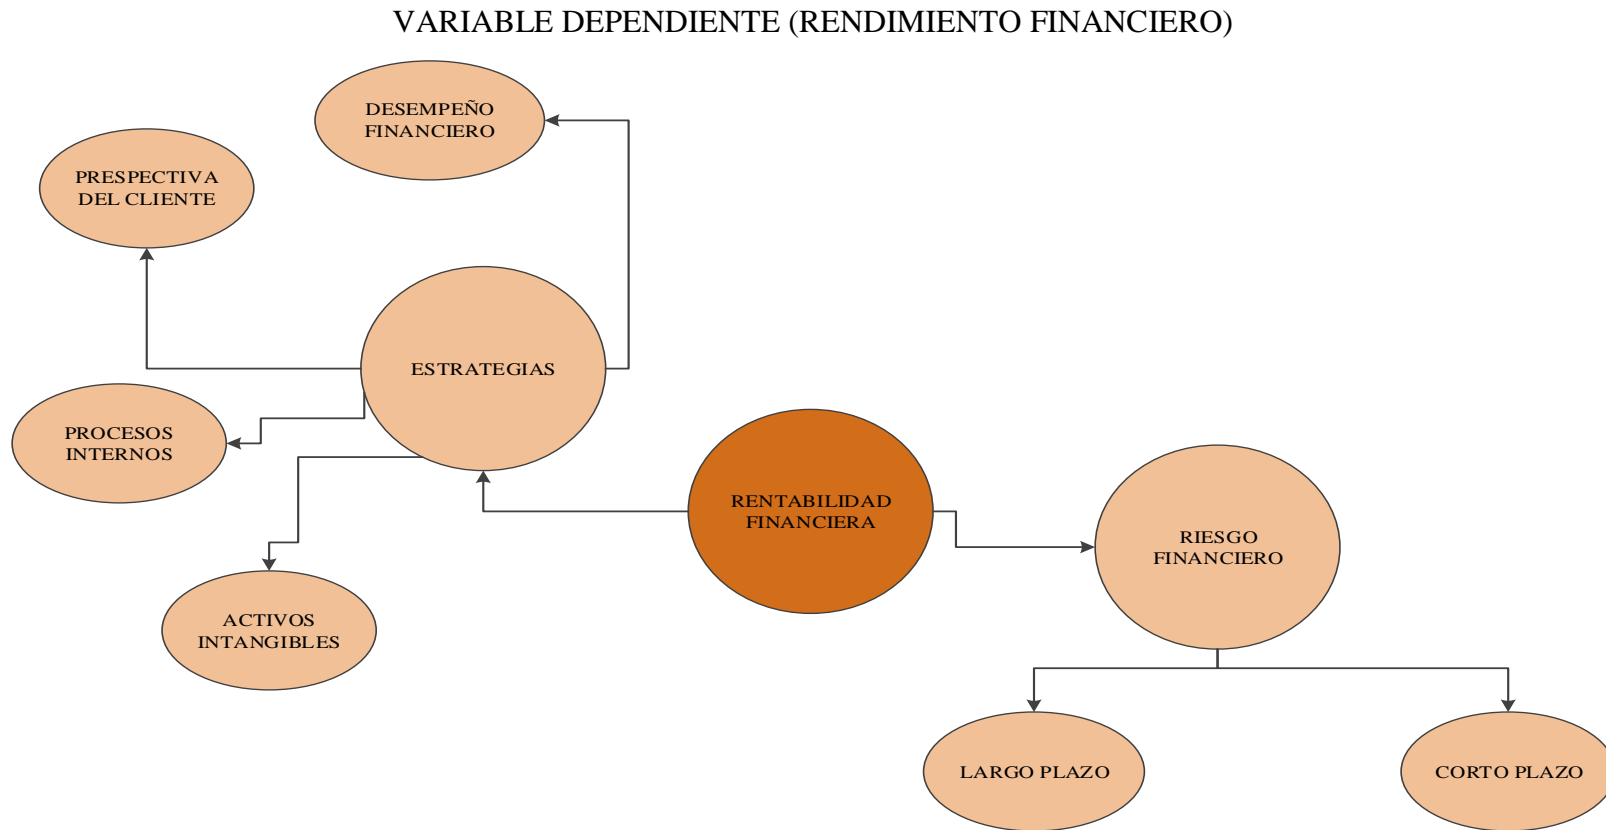 VARIABLE DEPENDIENTE (RENDIMIENTO FINANCIERO)
DESEMPEÑO
FINANCIERO
PRESPECTIVA
DEL CLIENTE
ESTRATEGIAS
PROCESOS
INTERNOS
RENTABILIDAD
FINANCIERA
RIESGO
FINANCIERO
ACTIVOS
INTANGIBLES
LARGO PLAZO
CORTO PLAZO